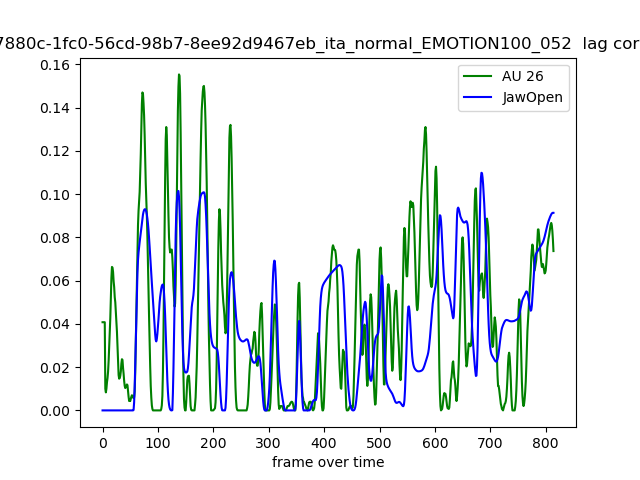 7880c-1fc0-56cd-98b7-8ee92d9467eb_ita_normal_EMOTION100_052 lag cor
AU 26
JawOpen
0.16
0.14
0.12
0.10
0.08
0.06
0.04
0.02
0.00
0 100 200 300 400 500 600 700 800
frame over time